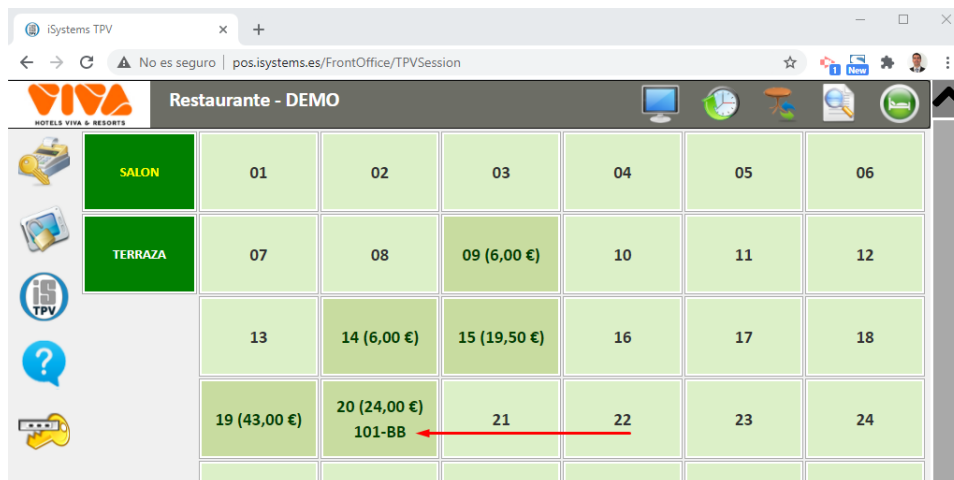 iSystems TPV
No es seguro | pos.isystems.es/FrontOffice/TPVSession
1
New
VIVA
HOTELS VIVA & RESORTS
Restaurante - DEMO
SALON
01
02
03
04
05
06
TERRAZA
07
08
09 (6,00 €)
10
11
12
iS
TPV
13
14 (6,00 €)
15 (19,50 €)
16
17
18
?
19 (43,00 €)
20 (24,00 €)
101-BB
21
22
23
24